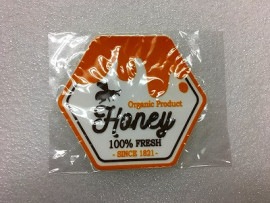 Organic Product
Honey
100% FRESH
- SINCE 1821 -